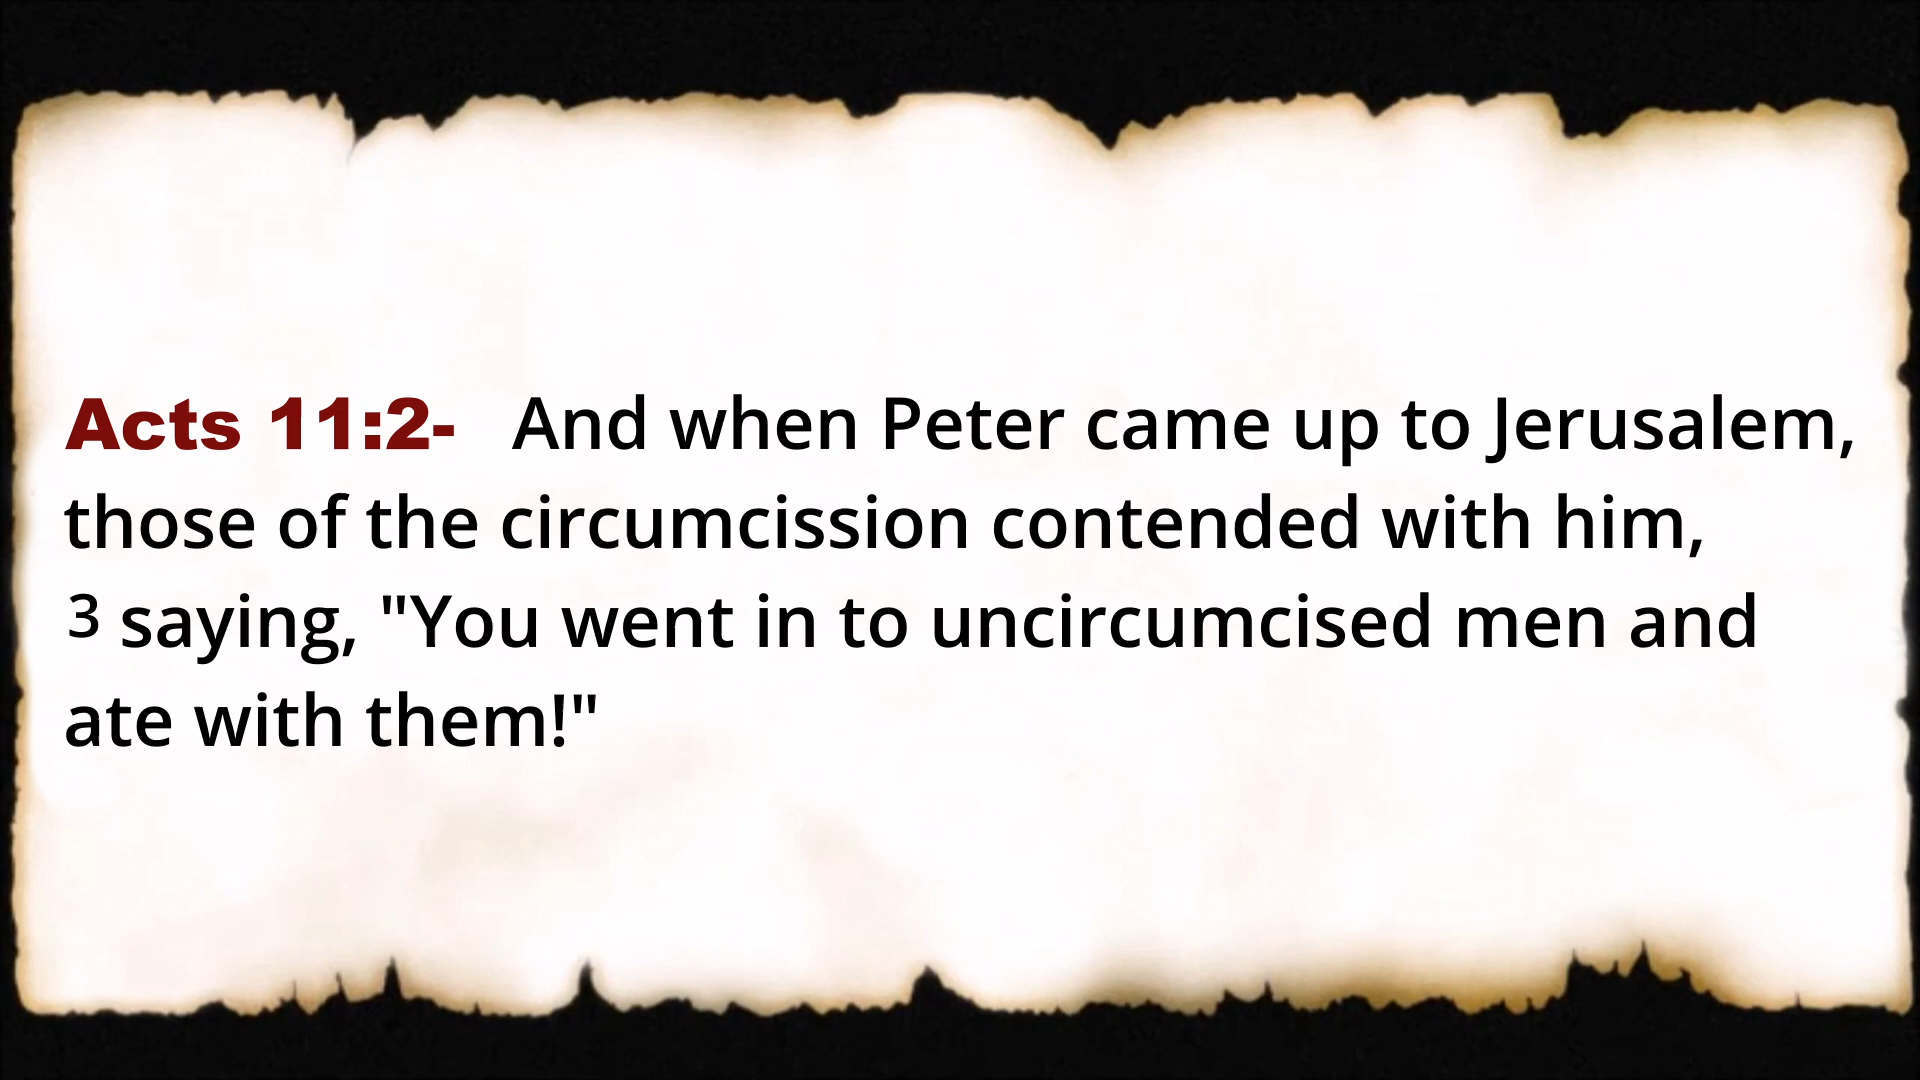 Acts 11:2- And when Peter came up to Jerusalem,
those of the circumcission contended with him,
3 saying, "You went in to uncircumcised men and
ate with them!"